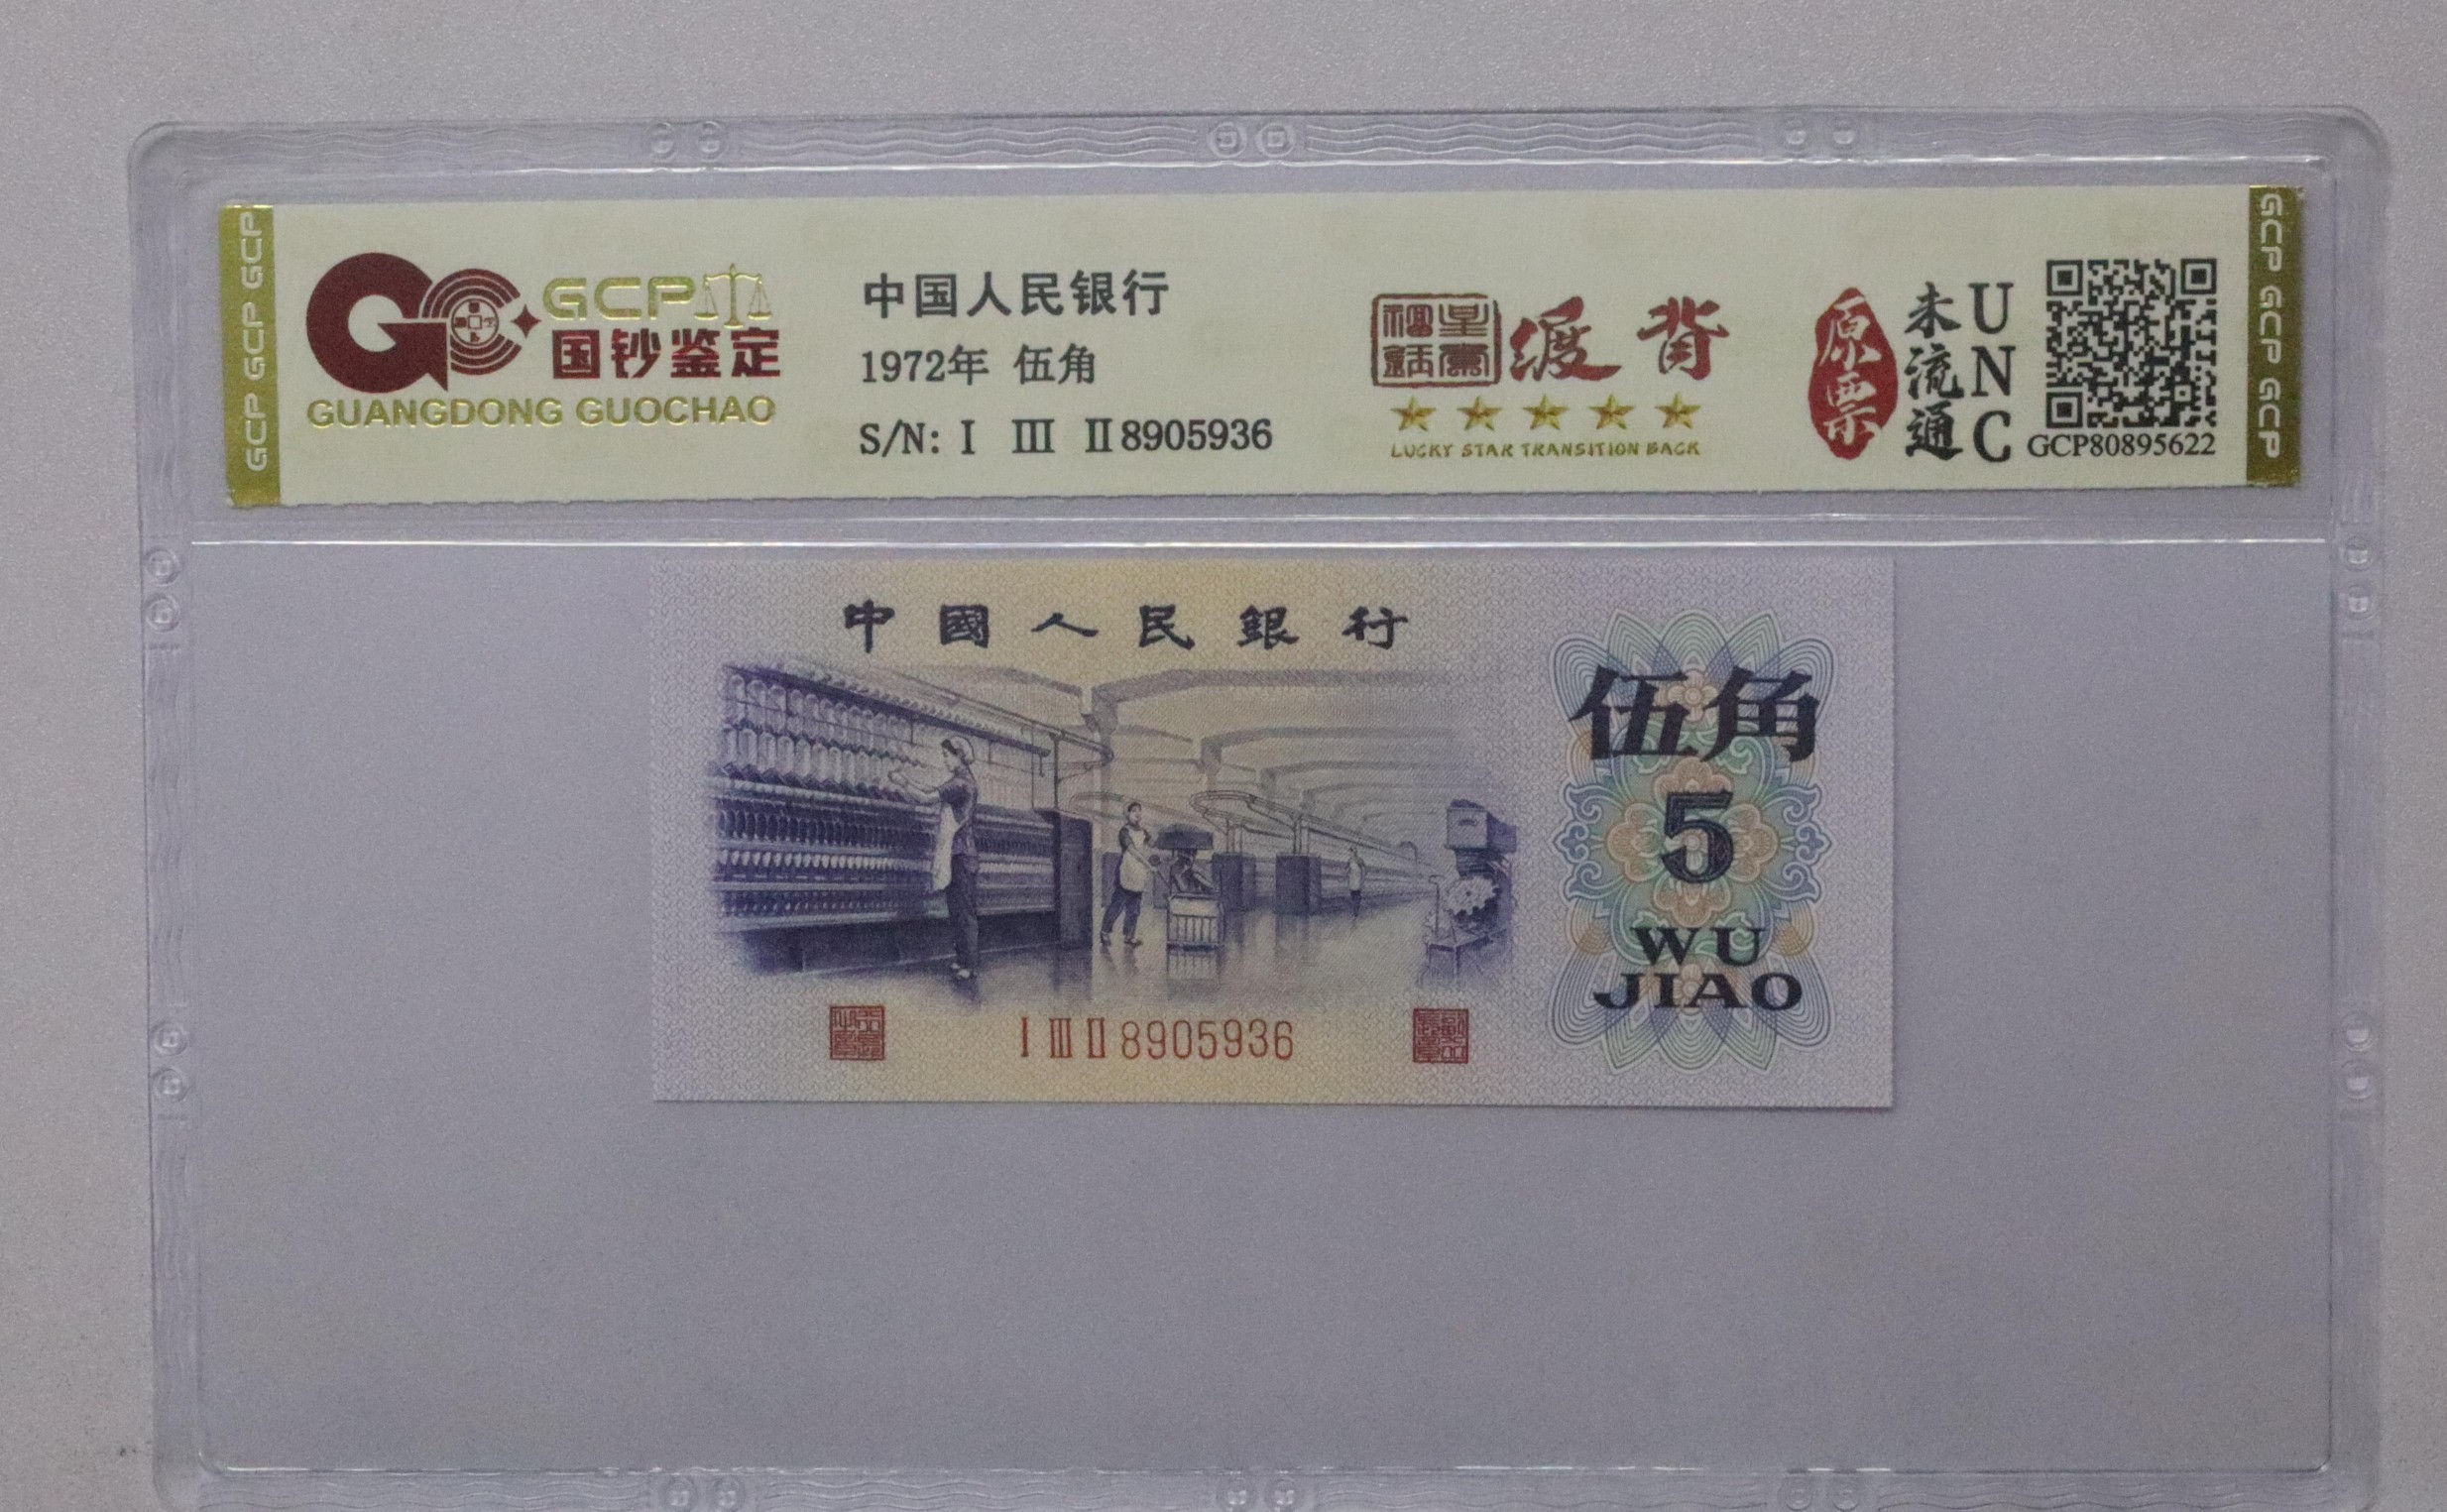 GCP GCP GCP
GCP
国钞鉴定
GUANGDONG GUOCHAO
中国人民银行
1972年 伍角
S/N: I III II 8905936
LUCKY STAR TRANSITION BACK
原票
未流通
UNC
GCP80895622
GCP GCP GCP
中國人民銀行
伍角
5
WU
JIAO
I III II 8905936